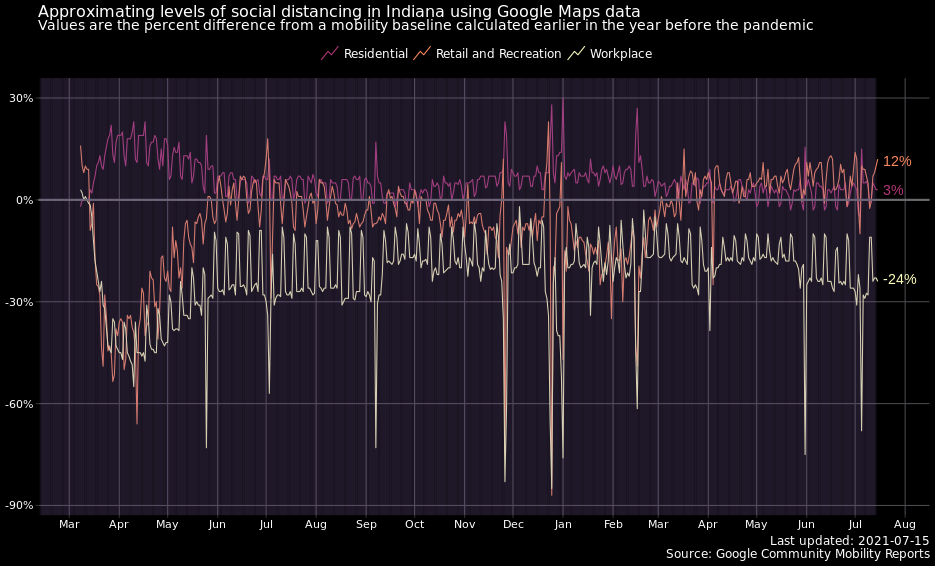 Approximating levels of social distancing in Indiana using Google Maps data
Values are the percent difference from a mobility baseline calculated earlier in the year before the pandemic
Residential Retail and Recreation Workplace
30%
0%
-30%
-60%
-90%
12%
3%
-24%
Mar Apr May Jun Jul Aug Sep Oct Nov Dec Jan Feb Mar Apr May Jun Jul Aug
Last updated: 2021-07-15
Source: Google Community Mobility Reports